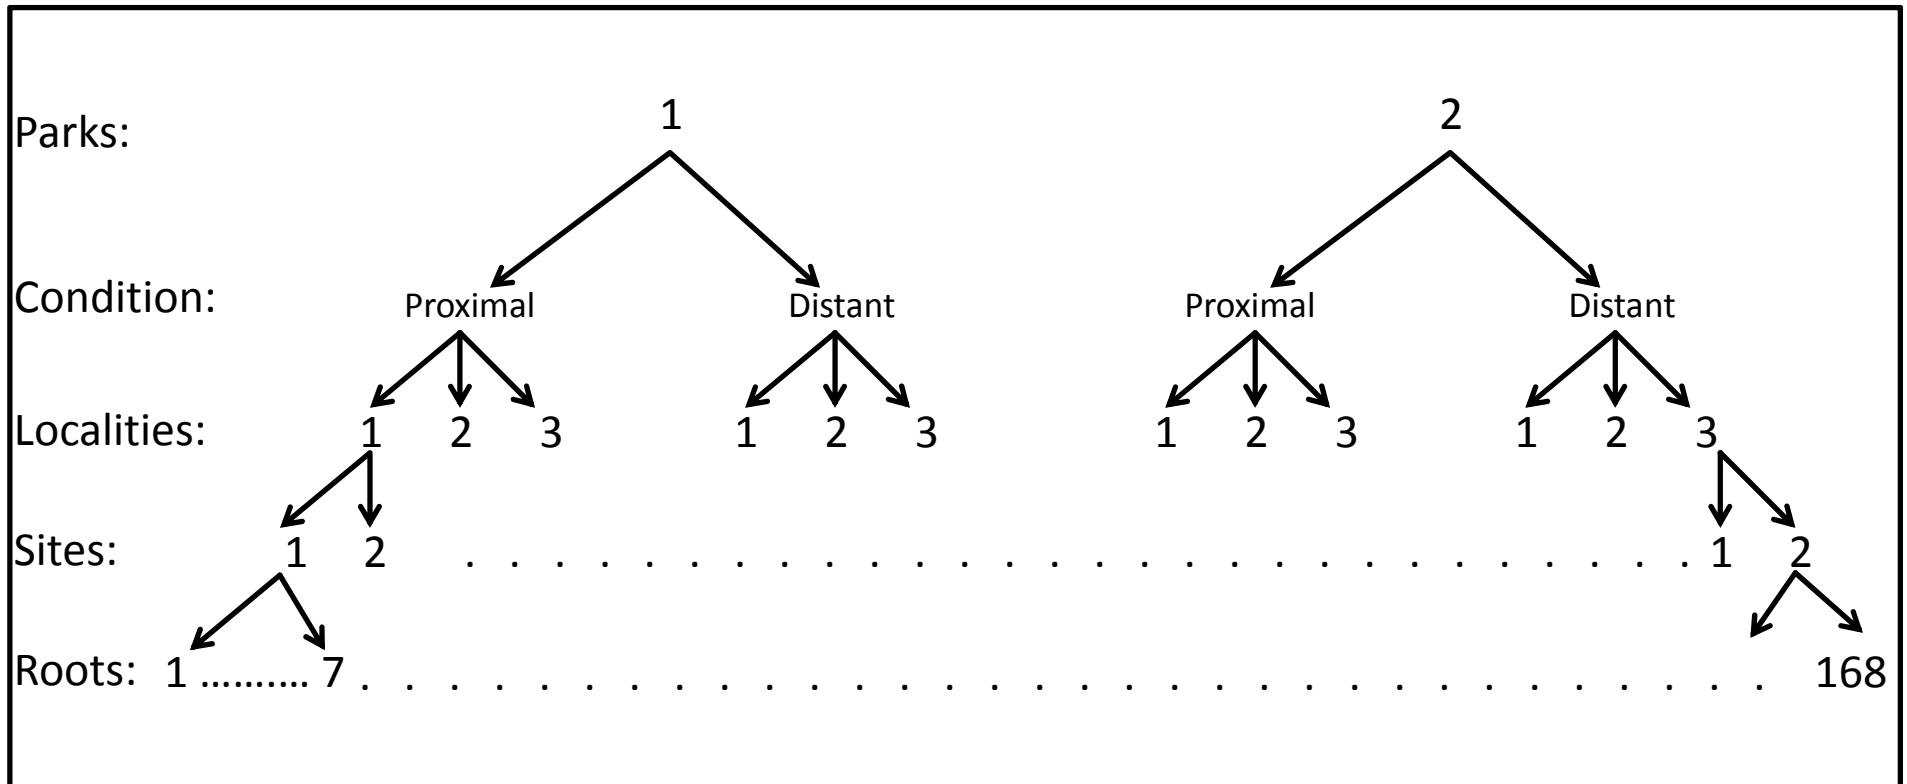 Parks: 1 2
Condition: Proximal Distant Proximal Distant
Localities: 1 2 3 1 2 3 1 2 3 1 2 3
Sites: 1 2 . . . . . . . . . . . . . . . . . . . . . . . . . . . . 1 2
Roots: 1 ……..… 7 . . . . . . . . . . . . . . . . . . . . . . . . . . . . . . . . 168